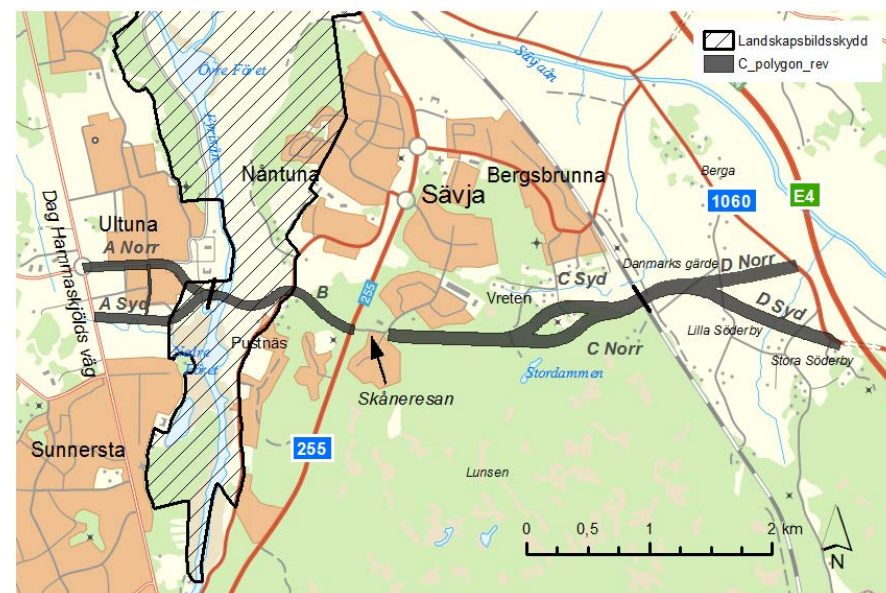 Landskapsbildsskydd
C_polygon_rev
Övre Föret
Fyrisån
Sävjaån
Nåntuna
Bergsbrunna
Berga
Sävja
1060
E4
Dag Hammaskjölds väg
Ultuna
A Norr
A Syd
B
255
C Syd
Danmarks gärde
D Norr
Vreten
D Syd
Pustnäs
Nedre
Föret
Lilla Söderby
C Norr
Stora Söderby
Stordammen
Skåneresan
Sunnersta
255
Lunsen
0 0,5 1 2 km
N